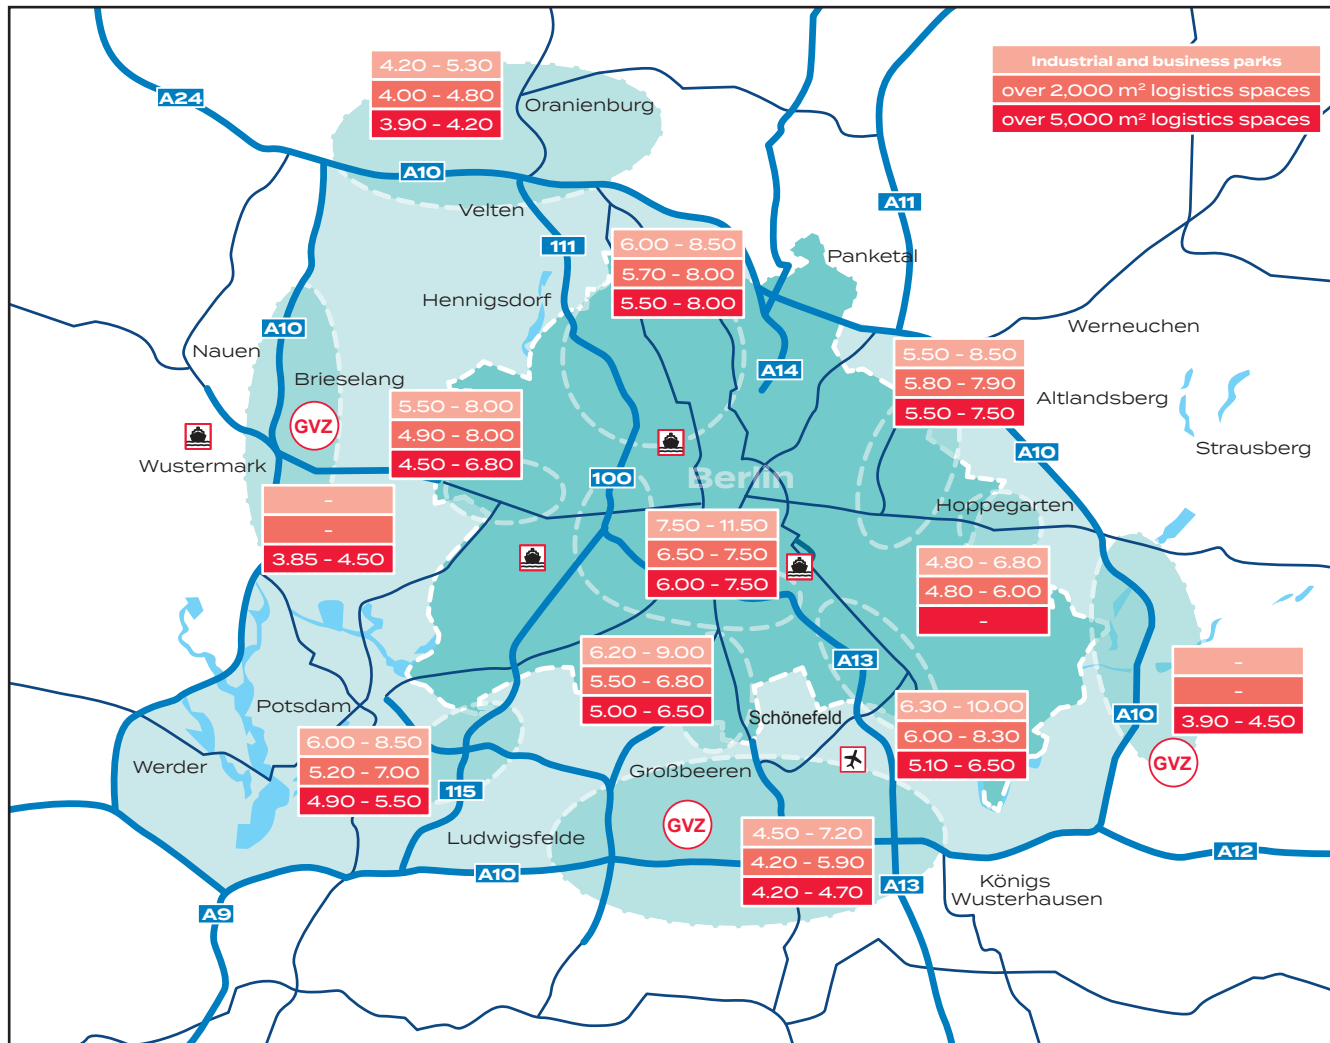 4.20 - 5.30
4.00 - 4.80
3.90 - 4.20
Industrial and business parks
over 2,000 m² logistics spaces
over 5,000 m² logistics spaces
A24
Oranienburg
A10
A11
Velten
111
6.00 - 8.50
5.70 - 8.00
5.50 - 8.00
Panketal
Hennigsdorf
A10
Werneuchen
Nauen
Brieselang
A14
5.50 - 8.50
5.80 - 7.90
5.50 - 7.50
Altlandsberg
5.50 - 8.00
4.90 - 8.00
4.50 - 6.80
GVZ
Wustermark
A10
Strausberg
100
Berlin
Hoppegarten
-
-
3.85 - 4.50
7.50 - 11.50
6.50 - 7.50
6.00 - 7.50
4.80 - 6.80
4.80 - 6.00
-
6.20 - 9.00
5.50 - 6.80
5.00 - 6.50
A13
-
-
3.90 - 4.50
Potsdam
Schönefeld
6.30 - 10.00
6.00 - 8.30
5.10 - 6.50
A10
6.00 - 8.50
5.20 - 7.00
4.90 - 5.50
Werder
Großbeeren
GVZ
115
GVZ
Ludwigsfelde
4.50 - 7.20
4.20 - 5.90
4.20 - 4.70
A12
A10
A13
Königs
Wusterhausen
A9